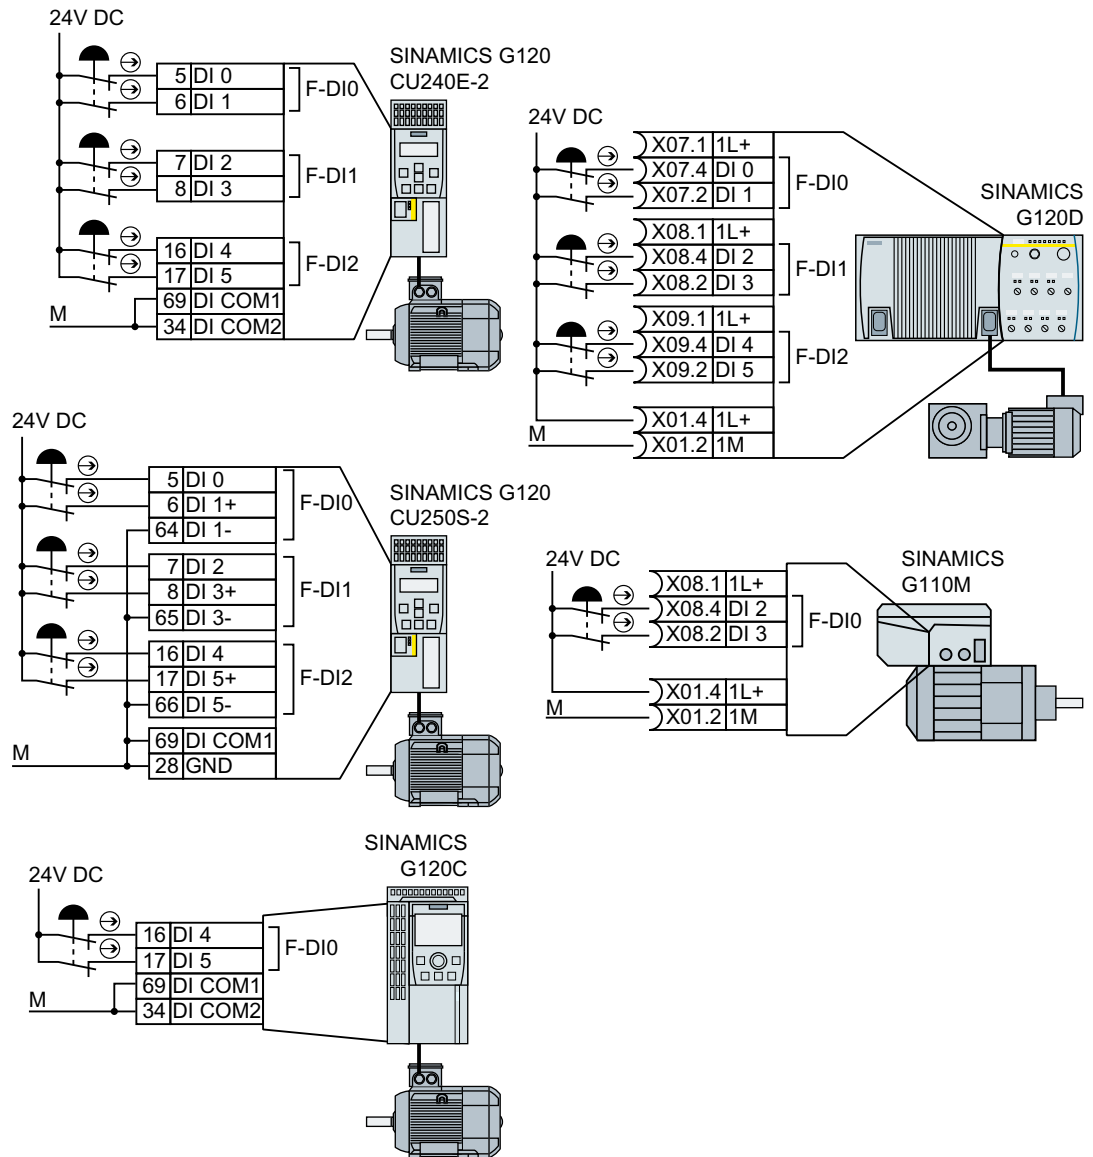 24V DC
SINAMICS G120
CU240E-2
5 DI 0
6 DI 1
F-DI0
7 DI 2
8 DI 3
F-DI1
16 DI 4
17 DI 5
F-DI2
69 DI COM1
34 DI COM2
M
24V DC
SINAMICS
G120D
X07.1 1L+
X07.4 DI 0
X07.2 DI 1
F-DI0
X08.1 1L+
X08.4 DI 2
X08.2 DI 3
F-DI1
X09.1 1L+
X09.4 DI 4
X09.2 DI 5
F-DI2
X01.4 1L+
X01.2 1M
M
24V DC
SINAMICS G120
CU250S-2
5 DI 0
6 DI 1+
64 DI 1-
F-DI0
7 DI 2
8 DI 3+
65 DI 3-
F-DI1
16 DI 4
17 DI 5+
66 DI 5-
F-DI2
69 DI COM1
28 GND
M
24V DC
SINAMICS
G110M
X08.1 1L+
X08.4 DI 2
X08.2 DI 3
F-DI0
X01.4 1L+
X01.2 1M
M
24V DC
SINAMICS
G120C
16 DI 4
17 DI 5
F-DI0
69 DI COM1
34 DI COM2
M